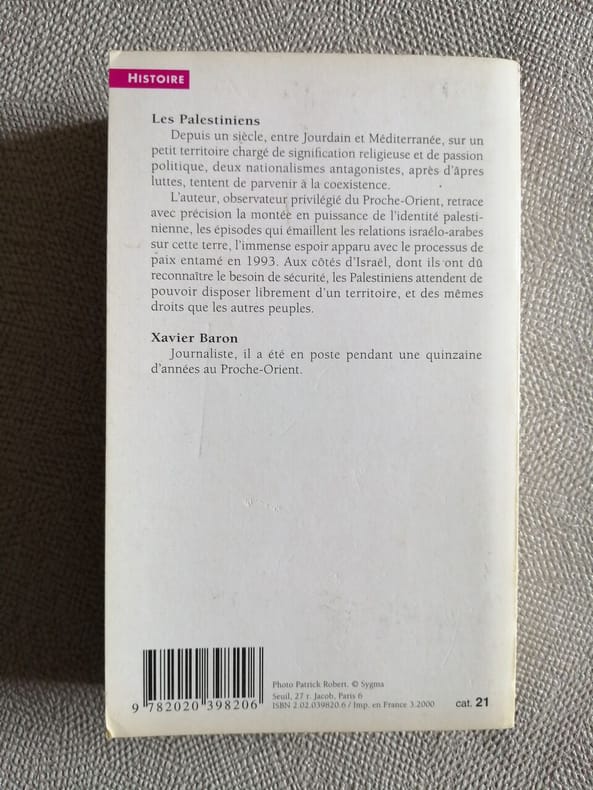 HISTOIRE
Les Palestiniens
Depuis un siècle, entre Jourdain et Méditerranée, sur un
petit territoire chargé de signification religieuse et de passion
politique, deux nationalismes antagonistes, après d'âpres
luttes, tentent de parvenir à la coexistence.
L'auteur, observateur privilégié du Proche-Orient, retrace
avec précision la montée en puissance de l'identité palesti-
nienne, les épisodes qui émaillent les relations israélo-arabes
sur cette terre, l'immense espoir apparu avec le processus de
paix entamé en 1993. Aux côtés d'Israël, dont ils ont dû
reconnaître le besoin de sécurité, les Palestiniens attendent de
pouvoir disposer librement d'un territoire, et des mêmes
droits que les autres peuples.
Xavier Baron
Journaliste, il a été en poste pendant une quinzaine
d'années au Proche-Orient.
Photo Patrick Robert. © Sygma
Seuil, 27 r. Jacob, Paris 6
ISBN 2.02.039820.6 / Imp. en France 3.2000
cat. 21
9 782020 398206